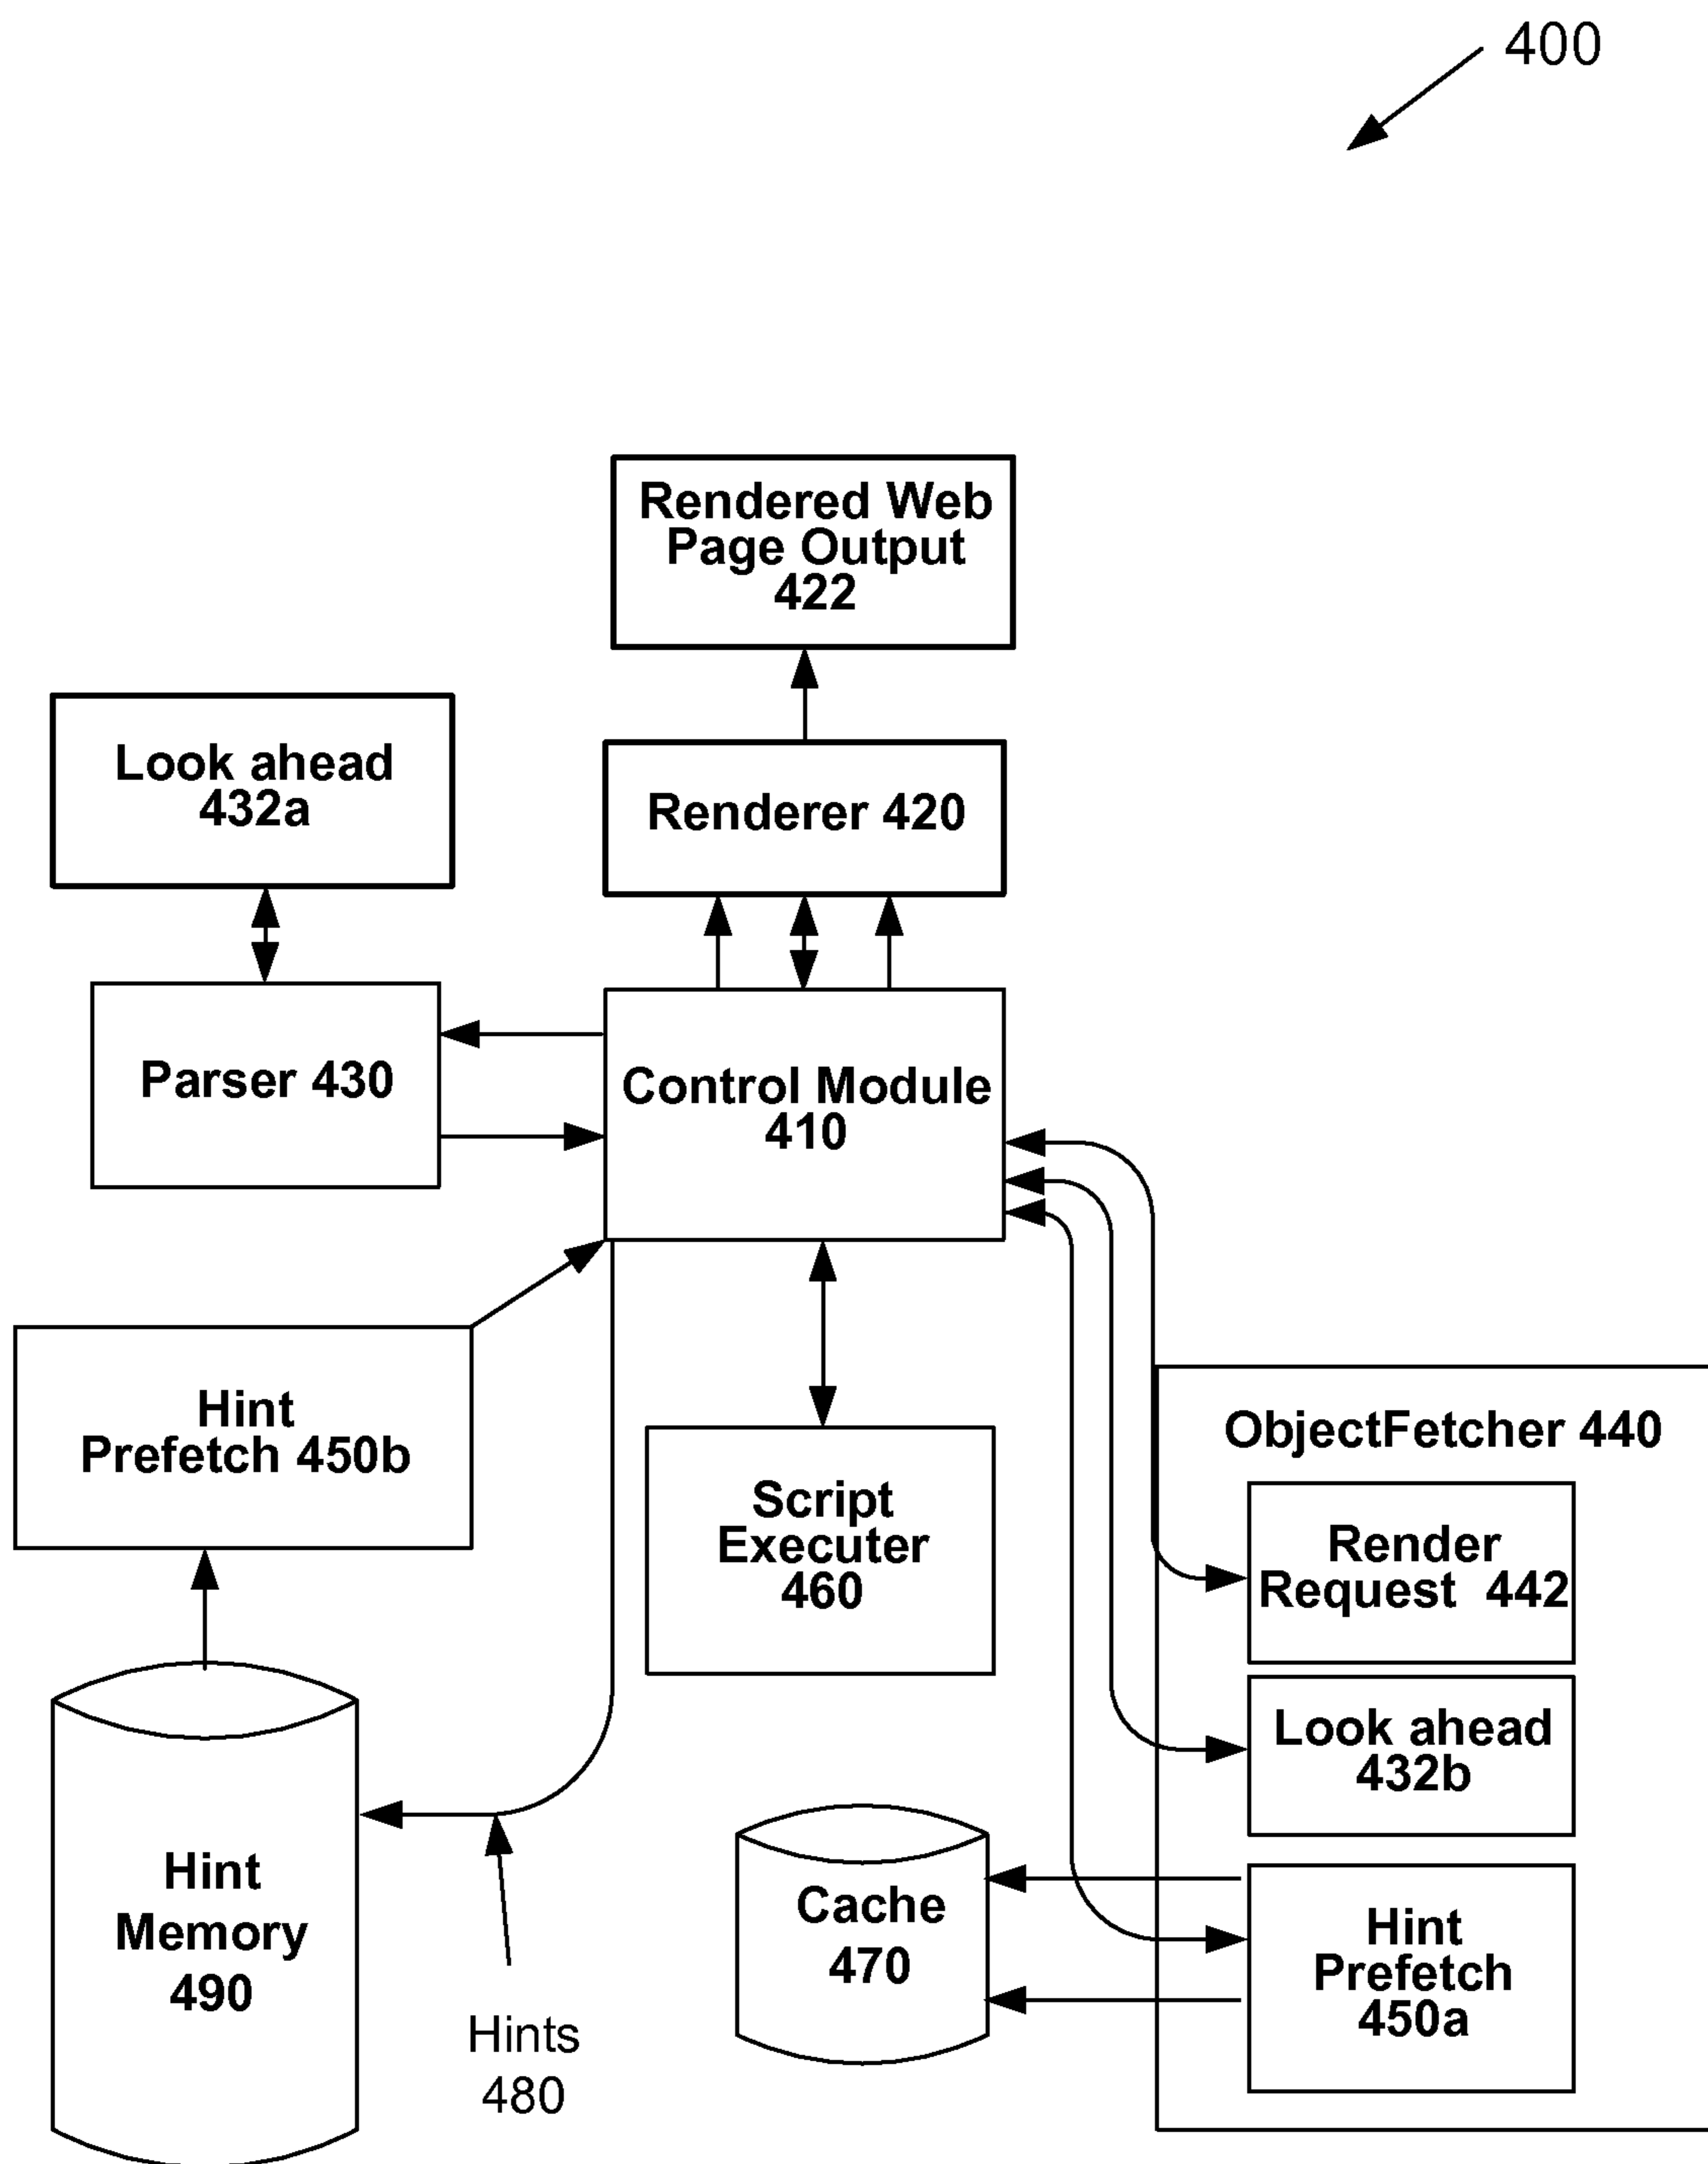 400
Rendered Web
Page Output
422
Look ahead
432a
Renderer 420
Parser 430
Control Module
410
Hint
Prefetch 450b
Script
Executer
460
ObjectFetcher 440
Render
Request 442
Look ahead
432b
Hint
Prefetch
450a
Cache
470
Hint
Memory
490
Hints
480